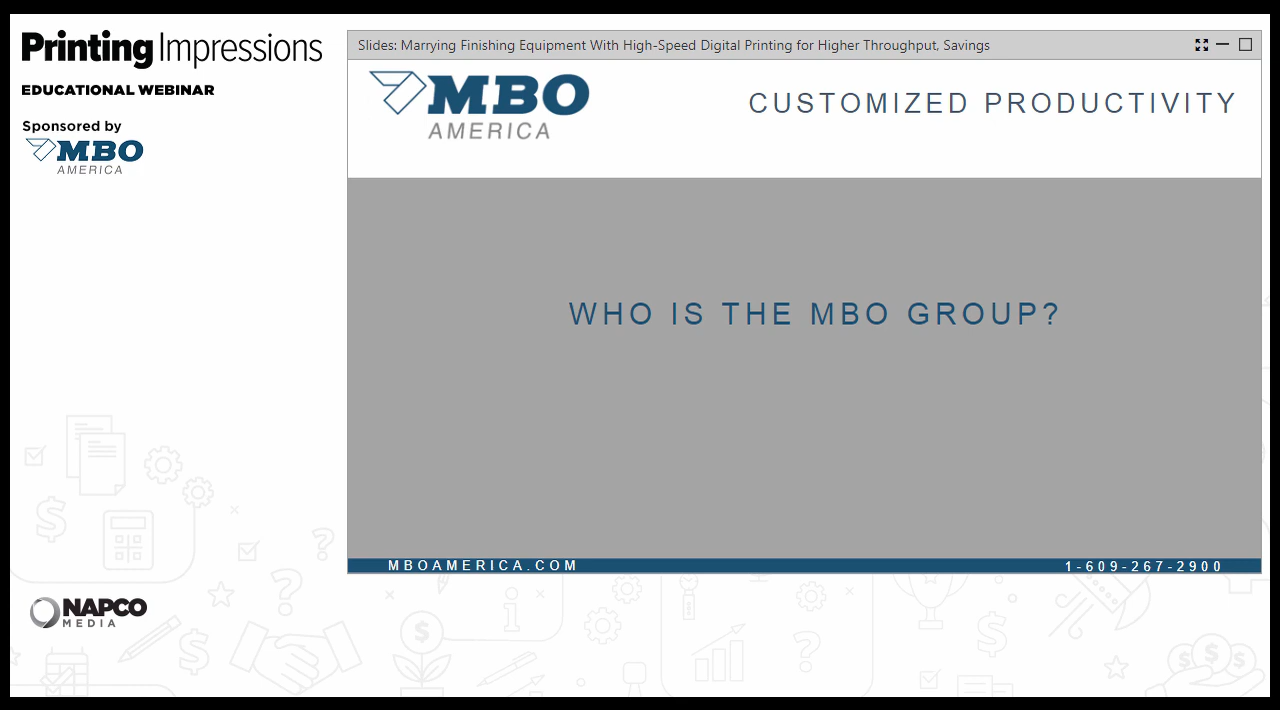 Printing Impressions
EDUCATIONAL WEBINAR
Sponsored by
MBO
AMERICA
Slides: Marrying Finishing Equipment With High-Speed Digital Printing for Higher Throughput, Savings
MBO
AMERICA
CUSTOMIZED PRODUCTIVITY
WHO IS THE MBO GROUP?
MBOAMERICA.COM
1-609-267-2900
NAPCO
MEDIA